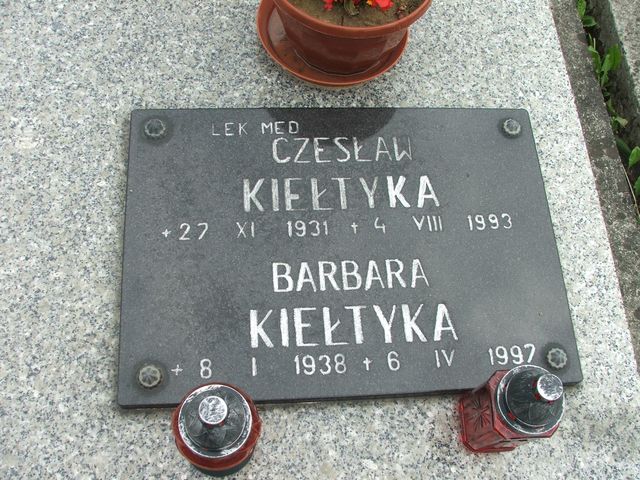 LEK MED
CZESŁAW
KIEŁTYKA
+ 27 XI 1931 + 4 VIII 1993
BARBARA
KIEŁTYKA
+ 8 I 1938 + 6 IV 1997